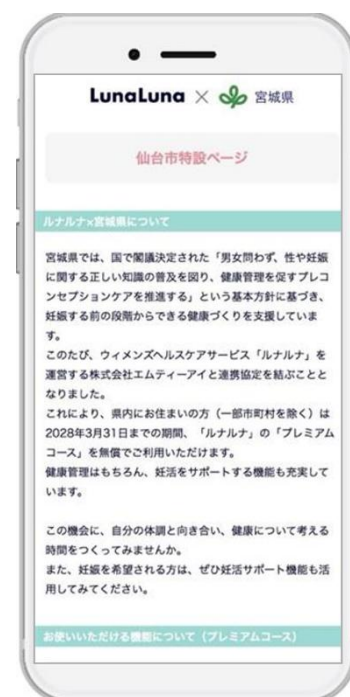 LunaLuna × 宮城県
仙台市特設ページ
ルナルナ×宮城県について
宮城県では、国で閣議決定された「男女問わず、性や妊娠
に関する正しい知識の普及を図り、健康管理を促すプレコ
ンセプションケアを推進する」という基本方針に基づき、
妊娠する前の段階からできる健康づくりを支援していま
す。
このたび、ウィメンズヘルスケアサービス「ルナルナ」を
運営する株式会社エムティーアイと連携協定を結ぶことと
なりました。
これにより、県内にお住まいの方（一部市町村を除く）は
2028年3月31日までの期間、「ルナルナ」の「プレミアム
コース」を無償でご利用いただけます。
健康管理はもちろん、妊活をサポートする機能も充実して
います。
この機会に、自分の体調と向き合い、健康について考える
時間をつくってみませんか。
また、妊娠を希望される方は、ぜひ妊活サポート機能も活
用してみてください。
お使いいただける機能について（プレミアムコース）